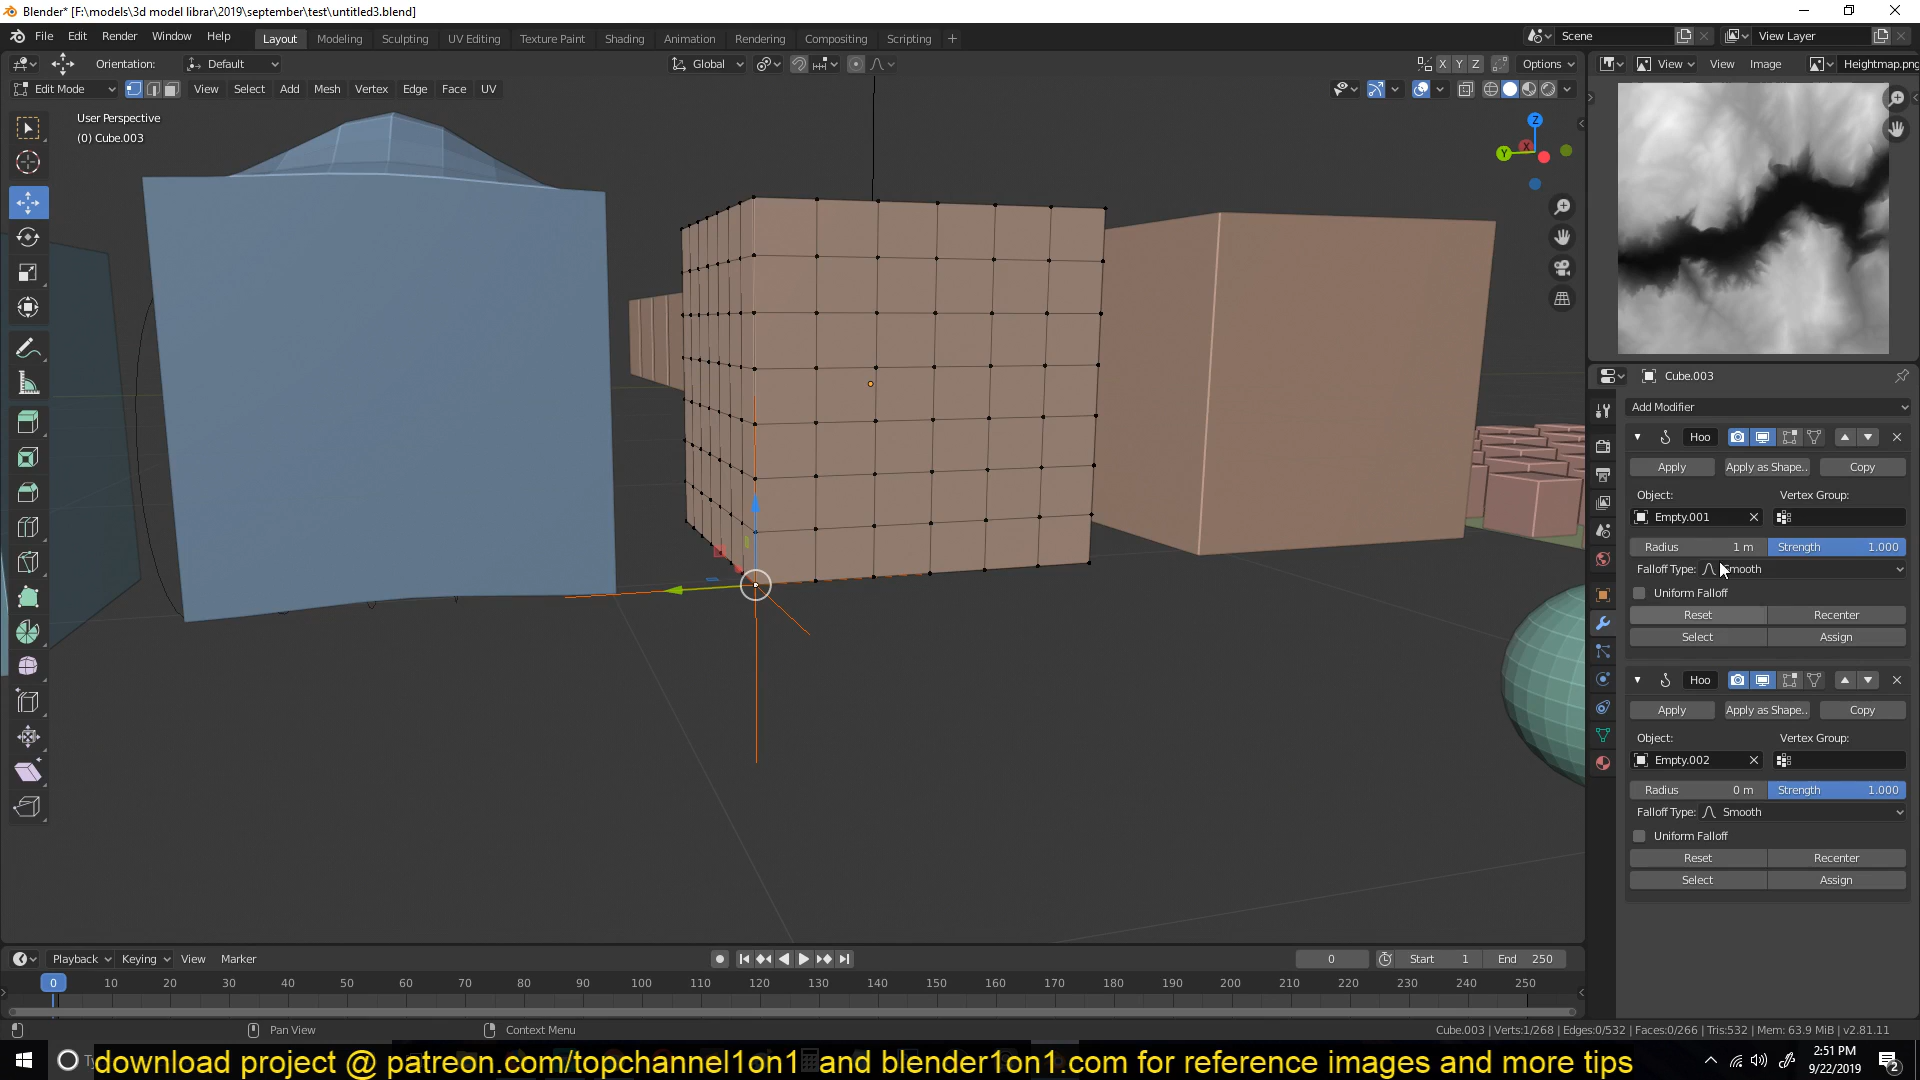 Blender* [F:\models\3d model librar\2019\september\test\untitled3.blend]
File Edit Render Window Help
Layout Modeling Sculpting UV Editing Texture Paint Shading Animation Rendering Compositing Scripting +
Scene View Layer
Orientation: Default Global X Y Z Options
View View Image Heightmap.png
Edit Mode View Select Add Mesh Vertex Edge Face UV
User Perspective
(0) Cube.003
Z
Y X
Cube.003
Add Modifier
Hoo
Apply Apply as Shape.. Copy
Object: Vertex Group:
Empty.001
Radius 1 m Strength 1.000
Falloff Type: Smooth
Uniform Falloff
Reset Recenter
Select Assign
Hoo
Apply Apply as Shape.. Copy
Object: Vertex Group:
Empty.002
Radius 0 m Strength 1.000
Falloff Type: Smooth
Uniform Falloff
Reset Recenter
Select Assign
Playback Keying View Marker 0 Start 1 End 250
0 10 20 30 40 50 60 70 80 90 100 110 120 130 140 150 160 170 180 190 200 210 220 230 240 250
Pan View Context Menu Cube.003 | Verts:1/268 | Edges:0/532 | Faces:0/266 | Tris:532 | Mem: 63.9 MiB | v2.81.11
download project @ patreon.com/topchannel1on1 and blender1on1.com for reference images and more tips
2:51 PM
9/22/2019
2